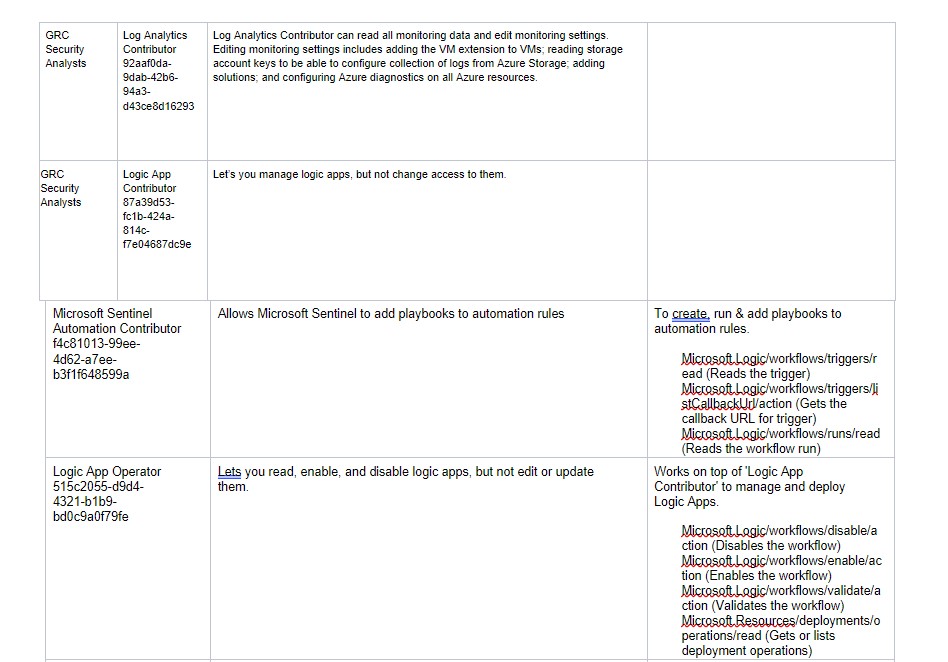 GRC
Security
Analysts
Log Analytics
Contributor
92aaf0da-
9dab-42b6-
94a3-
d43ce8d16293
Log Analytics Contributor can read all monitoring data and edit monitoring settings.
Editing monitoring settings includes adding the VM extension to VMs; reading storage
account keys to be able to configure collection of logs from Azure Storage; adding
solutions; and configuring Azure diagnostics on all Azure resources.
GRC
Security
Analysts
Logic App
Contributor
87a39d53-
fc1b-424a-
814c-
f7e04687dc9e
Let's you manage logic apps, but not change access to them.
Microsoft Sentinel
Automation Contributor
f4c81013-99ee-
4d62-a7ee-
b3f1f648599a
Allows Microsoft Sentinel to add playbooks to automation rules
To create, run & add playbooks to
automation rules.
Microsoft.Logic/workflows/triggers/r
ead (Reads the trigger)
Microsoft.Logic/workflows/triggers/li
stCallbackUrl/action (Gets the
callback URL for trigger)
Microsoft.Logic/workflows/runs/read
(Reads the workflow run)
Logic App Operator
515c2055-d9d4-
4321-b1b9-
bd0c9a0f79fe
Lets you read, enable, and disable logic apps, but not edit or update
them.
Works on top of 'Logic App
Contributor' to manage and deploy
Logic Apps.
Microsoft.Logic/workflows/disable/a
ction (Disables the workflow)
Microsoft.Logic/workflows/enable/ac
tion (Enables the workflow)
Microsoft.Logic/workflows/validate/a
ction (Validates the workflow)
Microsoft.Resources/deployments/o
perations/read (Gets or lists
deployment operations)